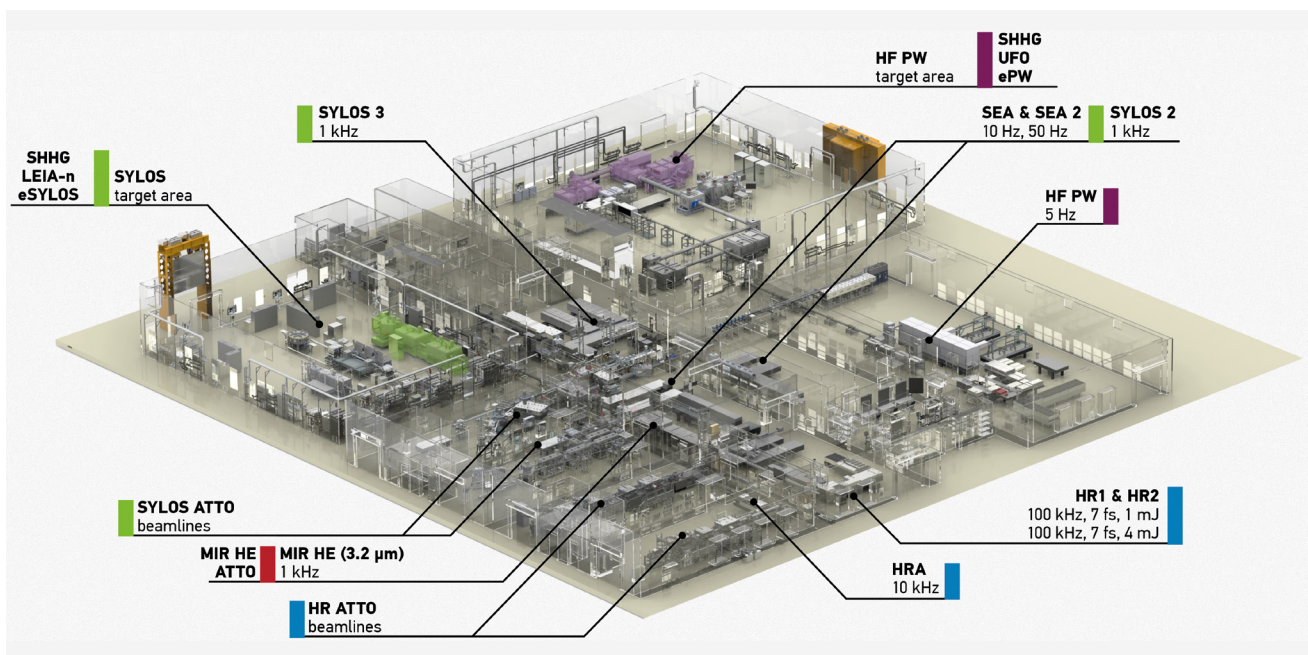 HF PW
target area
SHHG
UFO
ePW
SYLOS 3
1 kHz
SEA & SEA 2
10 Hz, 50 Hz
SYLOS 2
1 kHz
SHHG
LEIA-n
eSYLOS
SYLOS
target area
HF PW
5 Hz
SYLOS ATTO
beamlines
MIR HE
ATTO
MIR HE (3.2 µm)
1 kHz
HR ATTO
beamlines
HR1 & HR2
100 kHz, 7 fs, 1 mJ
100 kHz, 7 fs, 4 mJ
HRA
10 kHz